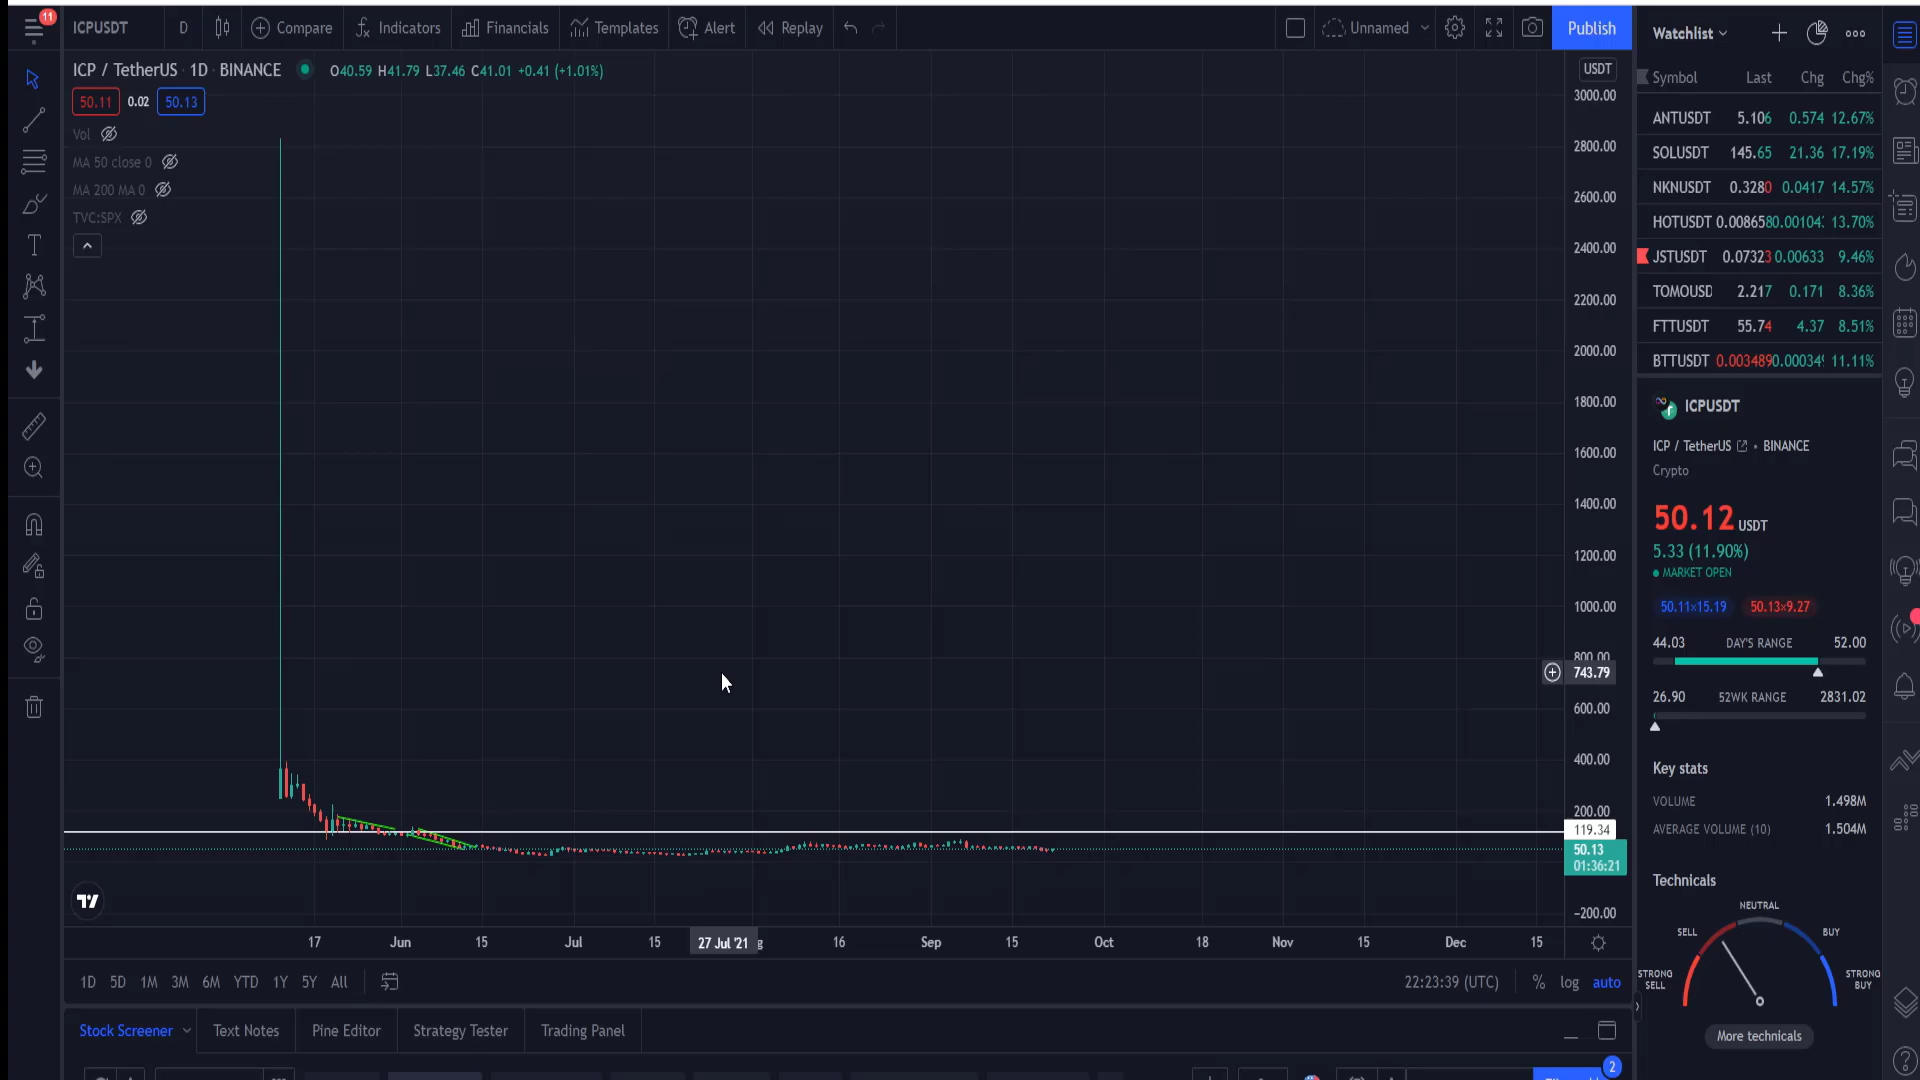 11
ICPUSDT D Compare Indicators Financials Templates Alert Replay Unnamed Publish
ICP / TetherUS 1D BINANCE O40.59 H41.79 L37.46 C41.01 +0.41 (+1.01%)
50.11 0.02 50.13
Vol
MA 50 close 0
MA 200 MA 0
TVC:SPX
USDT
3000.00
2800.00
2600.00
2400.00
2200.00
2000.00
1800.00
1600.00
1400.00
1200.00
1000.00
800.00
743.79
600.00
400.00
200.00
119.34
50.13
01:36:21
-200.00
17 Jun 15 Jul 15 27 Jul '21 16 Sep 15 Oct 18 Nov 15 Dec 15
1D 5D 1M 3M 6M YTD 1Y 5Y All 22:23:39 (UTC) % log auto
Stock Screener Text Notes Pine Editor Strategy Tester Trading Panel
2
Watchlist
Symbol Last Chg Chg%
ANTUSDT 5.106 0.574 12.67%
SOLUSDT 145.65 21.36 17.19%
NKNUSDT 0.3280 0.0417 14.57%
HOTUSDT 0.008658 0.00104 13.70%
JSTUSDT 0.07323 0.00633 9.46%
TOMOUSD 2.217 0.171 8.36%
FTTUSDT 55.74 4.37 8.51%
BTTUSDT 0.003489 0.00034 11.11%
ICPUSDT
ICP / TetherUS • BINANCE
Crypto
50.12 USDT
5.33 (11.90%)
MARKET OPEN
50.11×15.19 50.13×9.27
44.03 DAY'S RANGE 52.00
26.90 52WK RANGE 2831.02
Key stats
VOLUME 1.498M
AVERAGE VOLUME (10) 1.504M
Technicals
NEUTRAL
SELL BUY
STRONG SELL STRONG BUY
More technicals